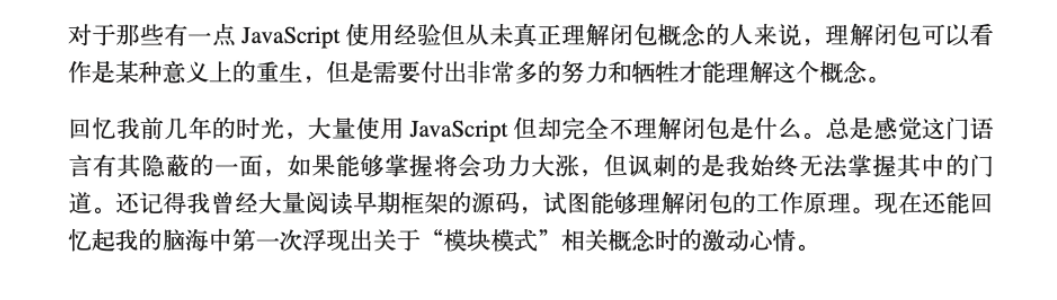 对于那些有一点 JavaScript 使用经验但从未真正理解闭包概念的人来说，理解闭包可以看
作是某种意义上的重生，但是需要付出非常多的努力和牺牲才能理解这个概念。
回忆我前几年的时光，大量使用 JavaScript 但却完全不理解闭包是什么。总是感觉这门语
言有其隐蔽的一面，如果能够掌握将会功力大涨，但讽刺的是我始终无法掌握其中的门
道。还记得我曾经大量阅读早期框架的源码，试图能够理解闭包的工作原理。现在还能回
忆起我的脑海中第一次浮现出关于“模块模式”相关概念时的激动心情。